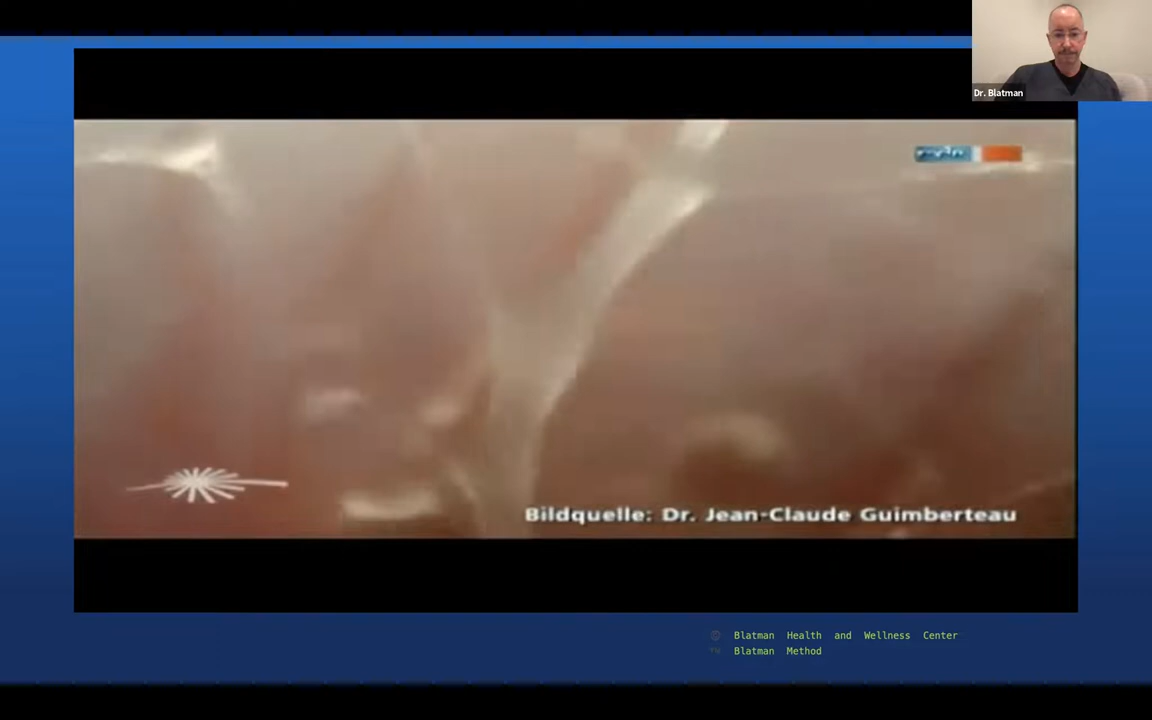 Dr. Blatman
Bildquelle: Dr. Jean-Claude Guimberteau
Blatman Health and Wellness Center
Blatman Method